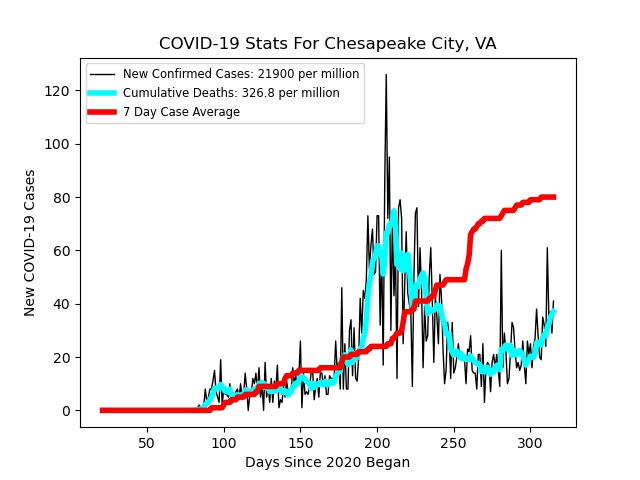 COVID-19 Stats For Chesapeake City, VA
New Confirmed Cases: 21900 per million
Cumulative Deaths: 326.8 per million
7 Day Case Average
New COVID-19 Cases
120
100
80
60
40
20
0
50 100 150 200 250 300
Days Since 2020 Began